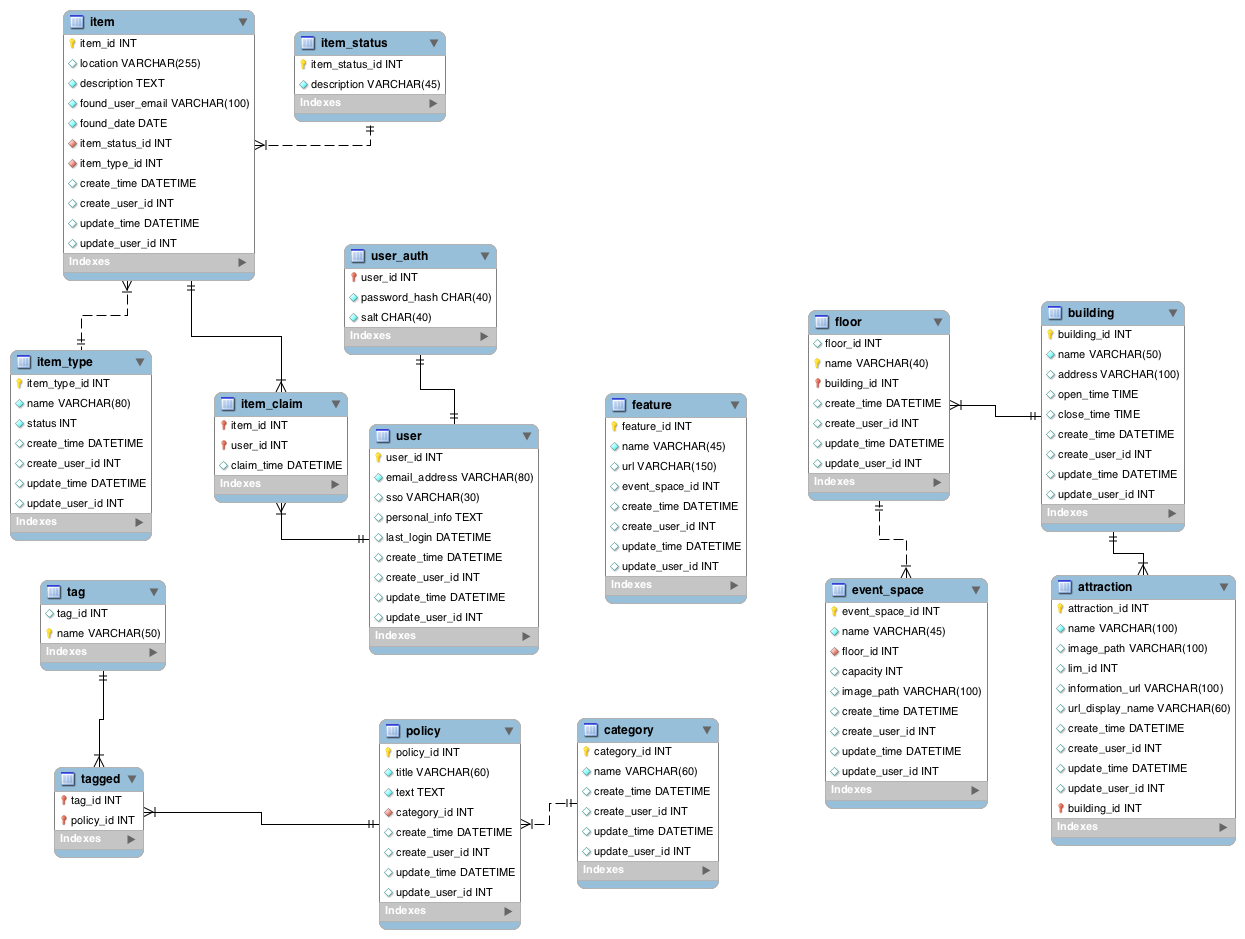 item
item_id INT
location VARCHAR(255)
description TEXT
found_user_email VARCHAR(100)
found_date DATE
item_status_id INT
item_type_id INT
create_time DATETIME
create_user_id INT
update_time DATETIME
update_user_id INT
Indexes
item_status
item_status_id INT
description VARCHAR(45)
Indexes
user_auth
user_id INT
password_hash CHAR(40)
salt CHAR(40)
Indexes
item_type
item_type_id INT
name VARCHAR(80)
status INT
create_time DATETIME
create_user_id INT
update_time DATETIME
update_user_id INT
Indexes
item_claim
item_id INT
user_id INT
claim_time DATETIME
Indexes
user
user_id INT
email_address VARCHAR(80)
sso VARCHAR(30)
personal_info TEXT
last_login DATETIME
create_time DATETIME
create_user_id INT
update_time DATETIME
update_user_id INT
Indexes
feature
feature_id INT
name VARCHAR(45)
url VARCHAR(150)
event_space_id INT
create_time DATETIME
create_user_id INT
update_time DATETIME
update_user_id INT
Indexes
floor
floor_id INT
name VARCHAR(40)
building_id INT
create_time DATETIME
create_user_id INT
update_time DATETIME
update_user_id INT
Indexes
building
building_id INT
name VARCHAR(50)
address VARCHAR(100)
open_time TIME
close_time TIME
create_time DATETIME
create_user_id INT
update_time DATETIME
update_user_id INT
Indexes
tag
tag_id INT
name VARCHAR(50)
Indexes
event_space
event_space_id INT
name VARCHAR(45)
floor_id INT
capacity INT
image_path VARCHAR(100)
create_time DATETIME
create_user_id INT
update_time DATETIME
update_user_id INT
Indexes
attraction
attraction_id INT
name VARCHAR(100)
image_path VARCHAR(100)
lim_id INT
information_url VARCHAR(100)
url_display_name VARCHAR(60)
create_time DATETIME
create_user_id INT
update_time DATETIME
update_user_id INT
building_id INT
Indexes
tagged
tag_id INT
policy_id INT
Indexes
policy
policy_id INT
title VARCHAR(60)
text TEXT
category_id INT
create_time DATETIME
create_user_id INT
update_time DATETIME
update_user_id INT
Indexes
category
category_id INT
name VARCHAR(60)
create_time DATETIME
create_user_id INT
update_time DATETIME
update_user_id INT
Indexes